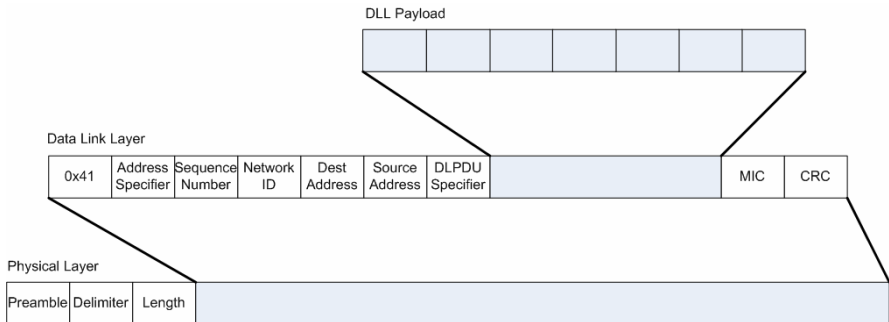 DLL Payload
Data Link Layer
0x41
Address Specifier
Sequence Number
Network ID
Dest Address
Source Address
DLPDU Specifier
MIC
CRC
Physical Layer
Preamble
Delimiter
Length